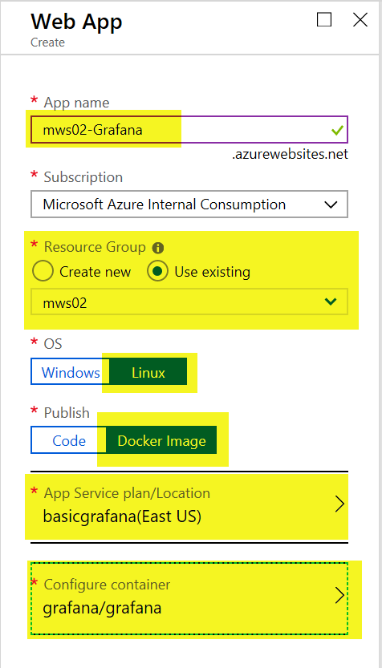 Web App
Create
* App name
mws02-Grafana
.azurewebsites.net
* Subscription
Microsoft Azure Internal Consumption
* Resource Group
Create new Use existing
mws02
* OS
Windows Linux
* Publish
Code Docker Image
* App Service plan/Location
basicgrafana(East US)
* Configure container
grafana/grafana